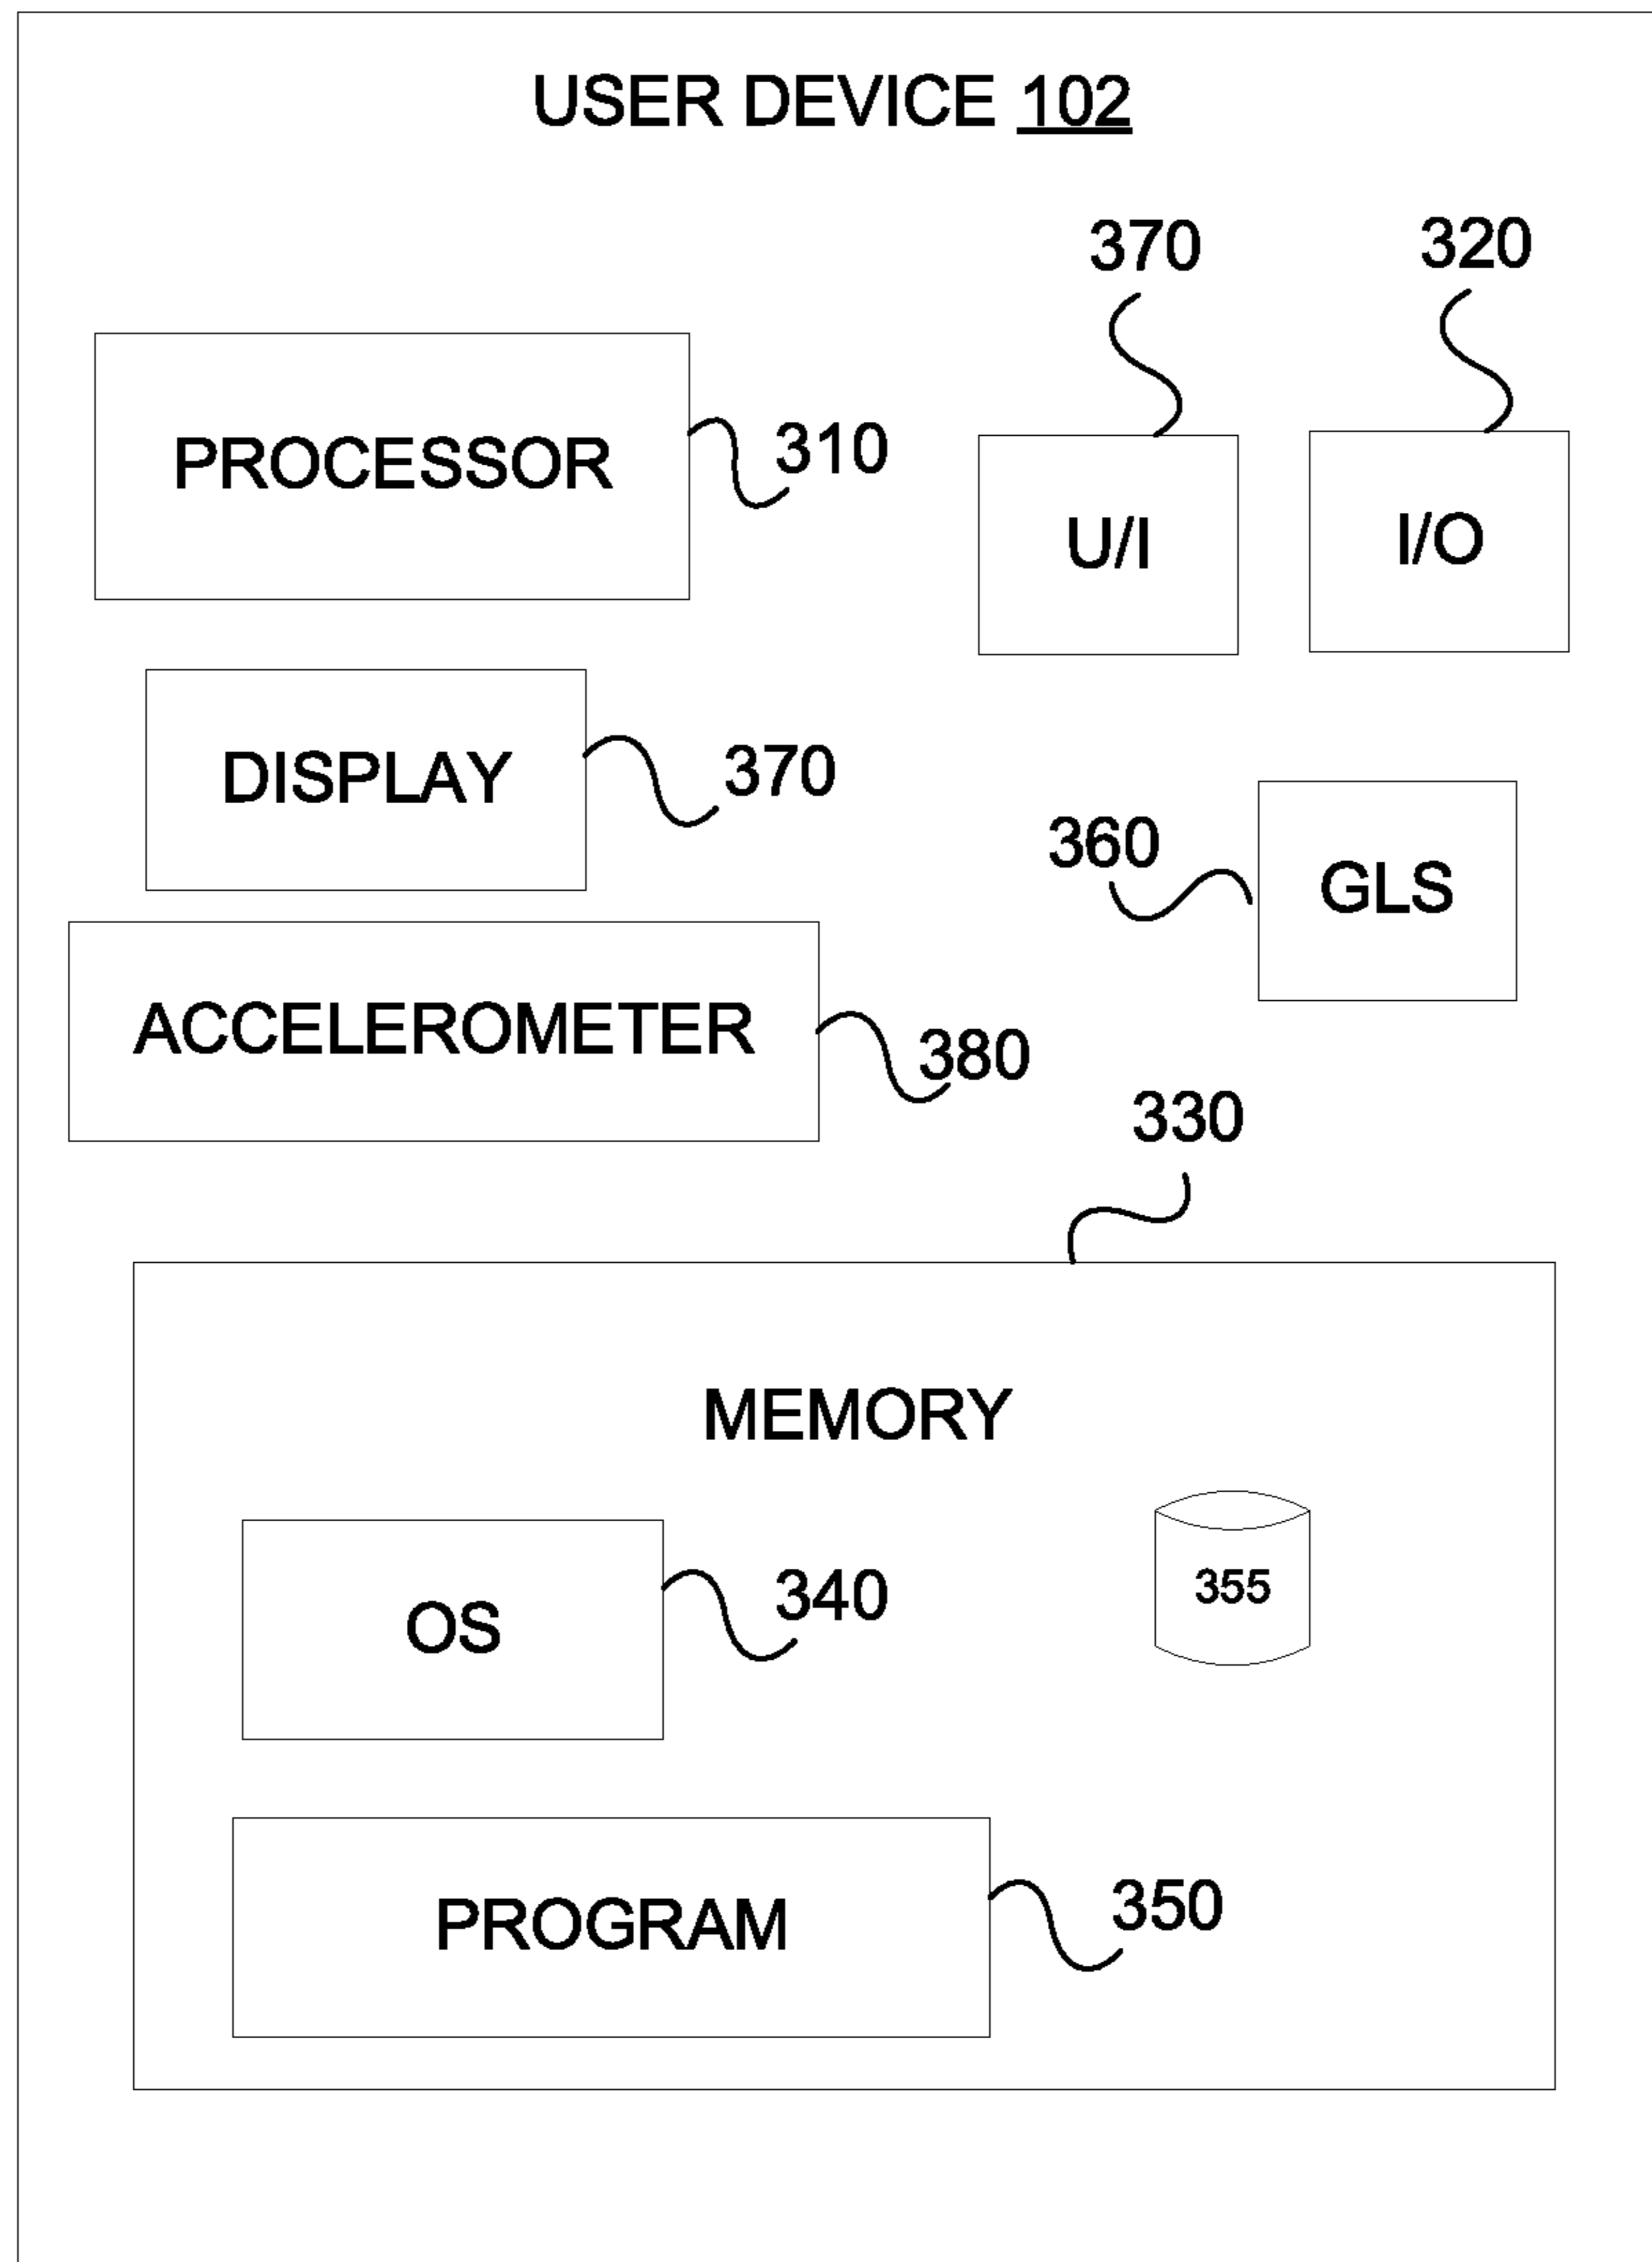 USER DEVICE 102
370
320
PROCESSOR
310
U/I
I/O
DISPLAY
370
360
GLS
ACCELEROMETER
380
330
MEMORY
OS
340
355
PROGRAM
350